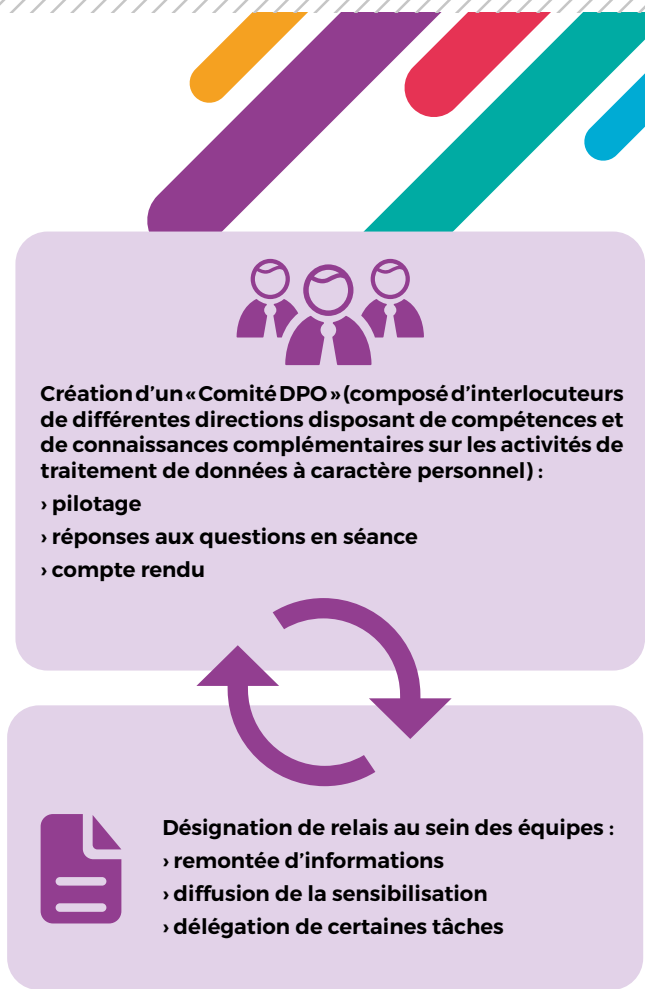 Création d'un « Comité DPO » (composé d'interlocuteurs
de différentes directions disposant de compétences et
de connaissances complémentaires sur les activités de
traitement de données à caractère personnel) :
› pilotage
› réponses aux questions en séance
› compte rendu
Désignation de relais au sein des équipes :
› remontée d'informations
› diffusion de la sensibilisation
› délégation de certaines tâches